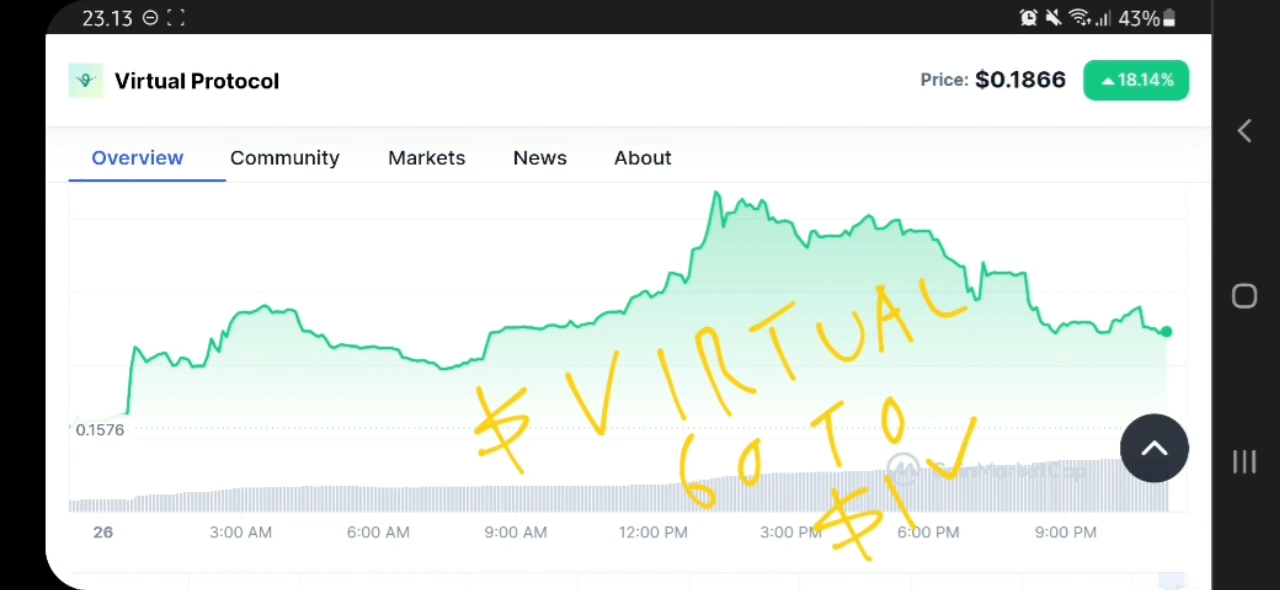 23.13 43%
Virtual Protocol Price: $0.1866 18.14%
Overview Community Markets News About
$ VIRTUAL
GO TO
$1
0.1576
CoinMarketCap
26 3:00 AM 6:00 AM 9:00 AM 12:00 PM 3:00 PM 6:00 PM 9:00 PM